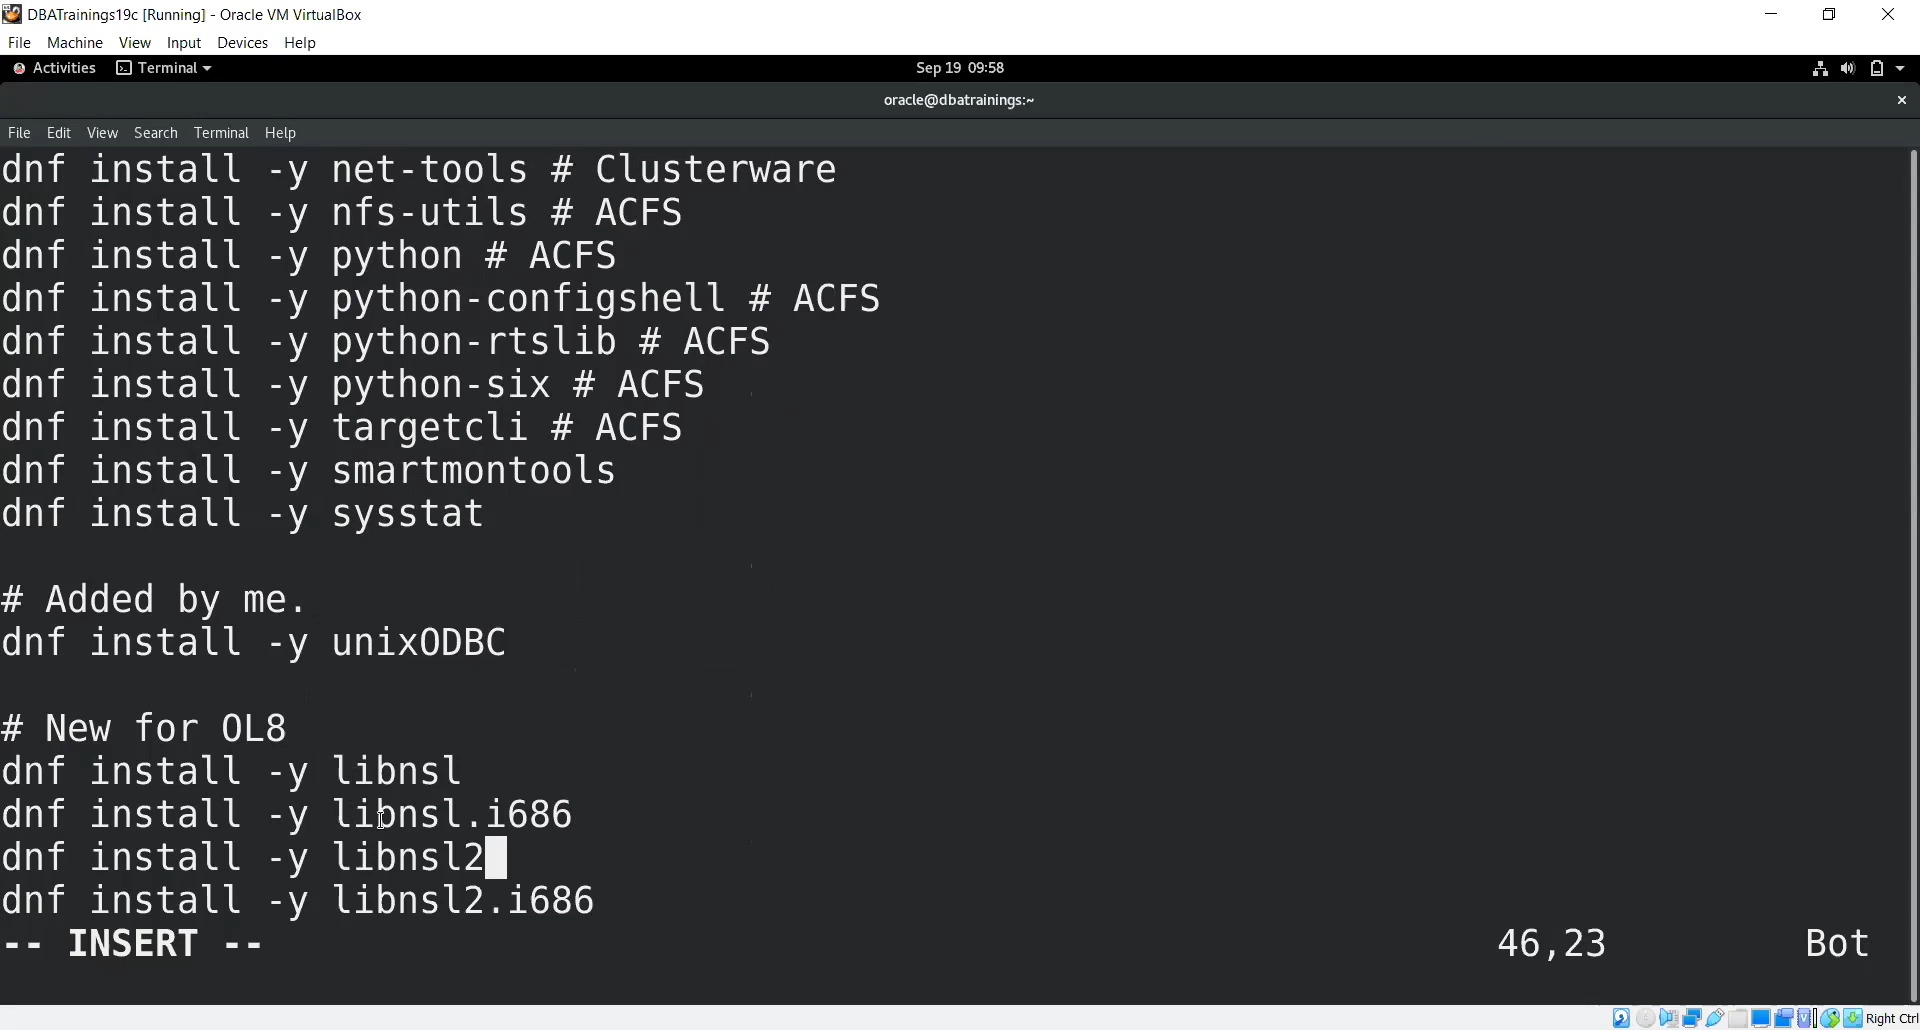 DBATrainings19c [Running] - Oracle VM VirtualBox
File Machine View Input Devices Help
Activities Terminal Sep 19 09:58
oracle@dbatrainings:~
File Edit View Search Terminal Help
dnf install -y net-tools # Clusterware
dnf install -y nfs-utils # ACFS
dnf install -y python # ACFS
dnf install -y python-configshell # ACFS
dnf install -y python-rtslib # ACFS
dnf install -y python-six # ACFS
dnf install -y targetcli # ACFS
dnf install -y smartmontools
dnf install -y sysstat
# Added by me.
dnf install -y unixODBC
# New for OL8
dnf install -y libnsl
dnf install -y libnsl.i686
dnf install -y libnsl2
dnf install -y libnsl2.i686
-- INSERT -- 46,23 Bot
Right Ctrl